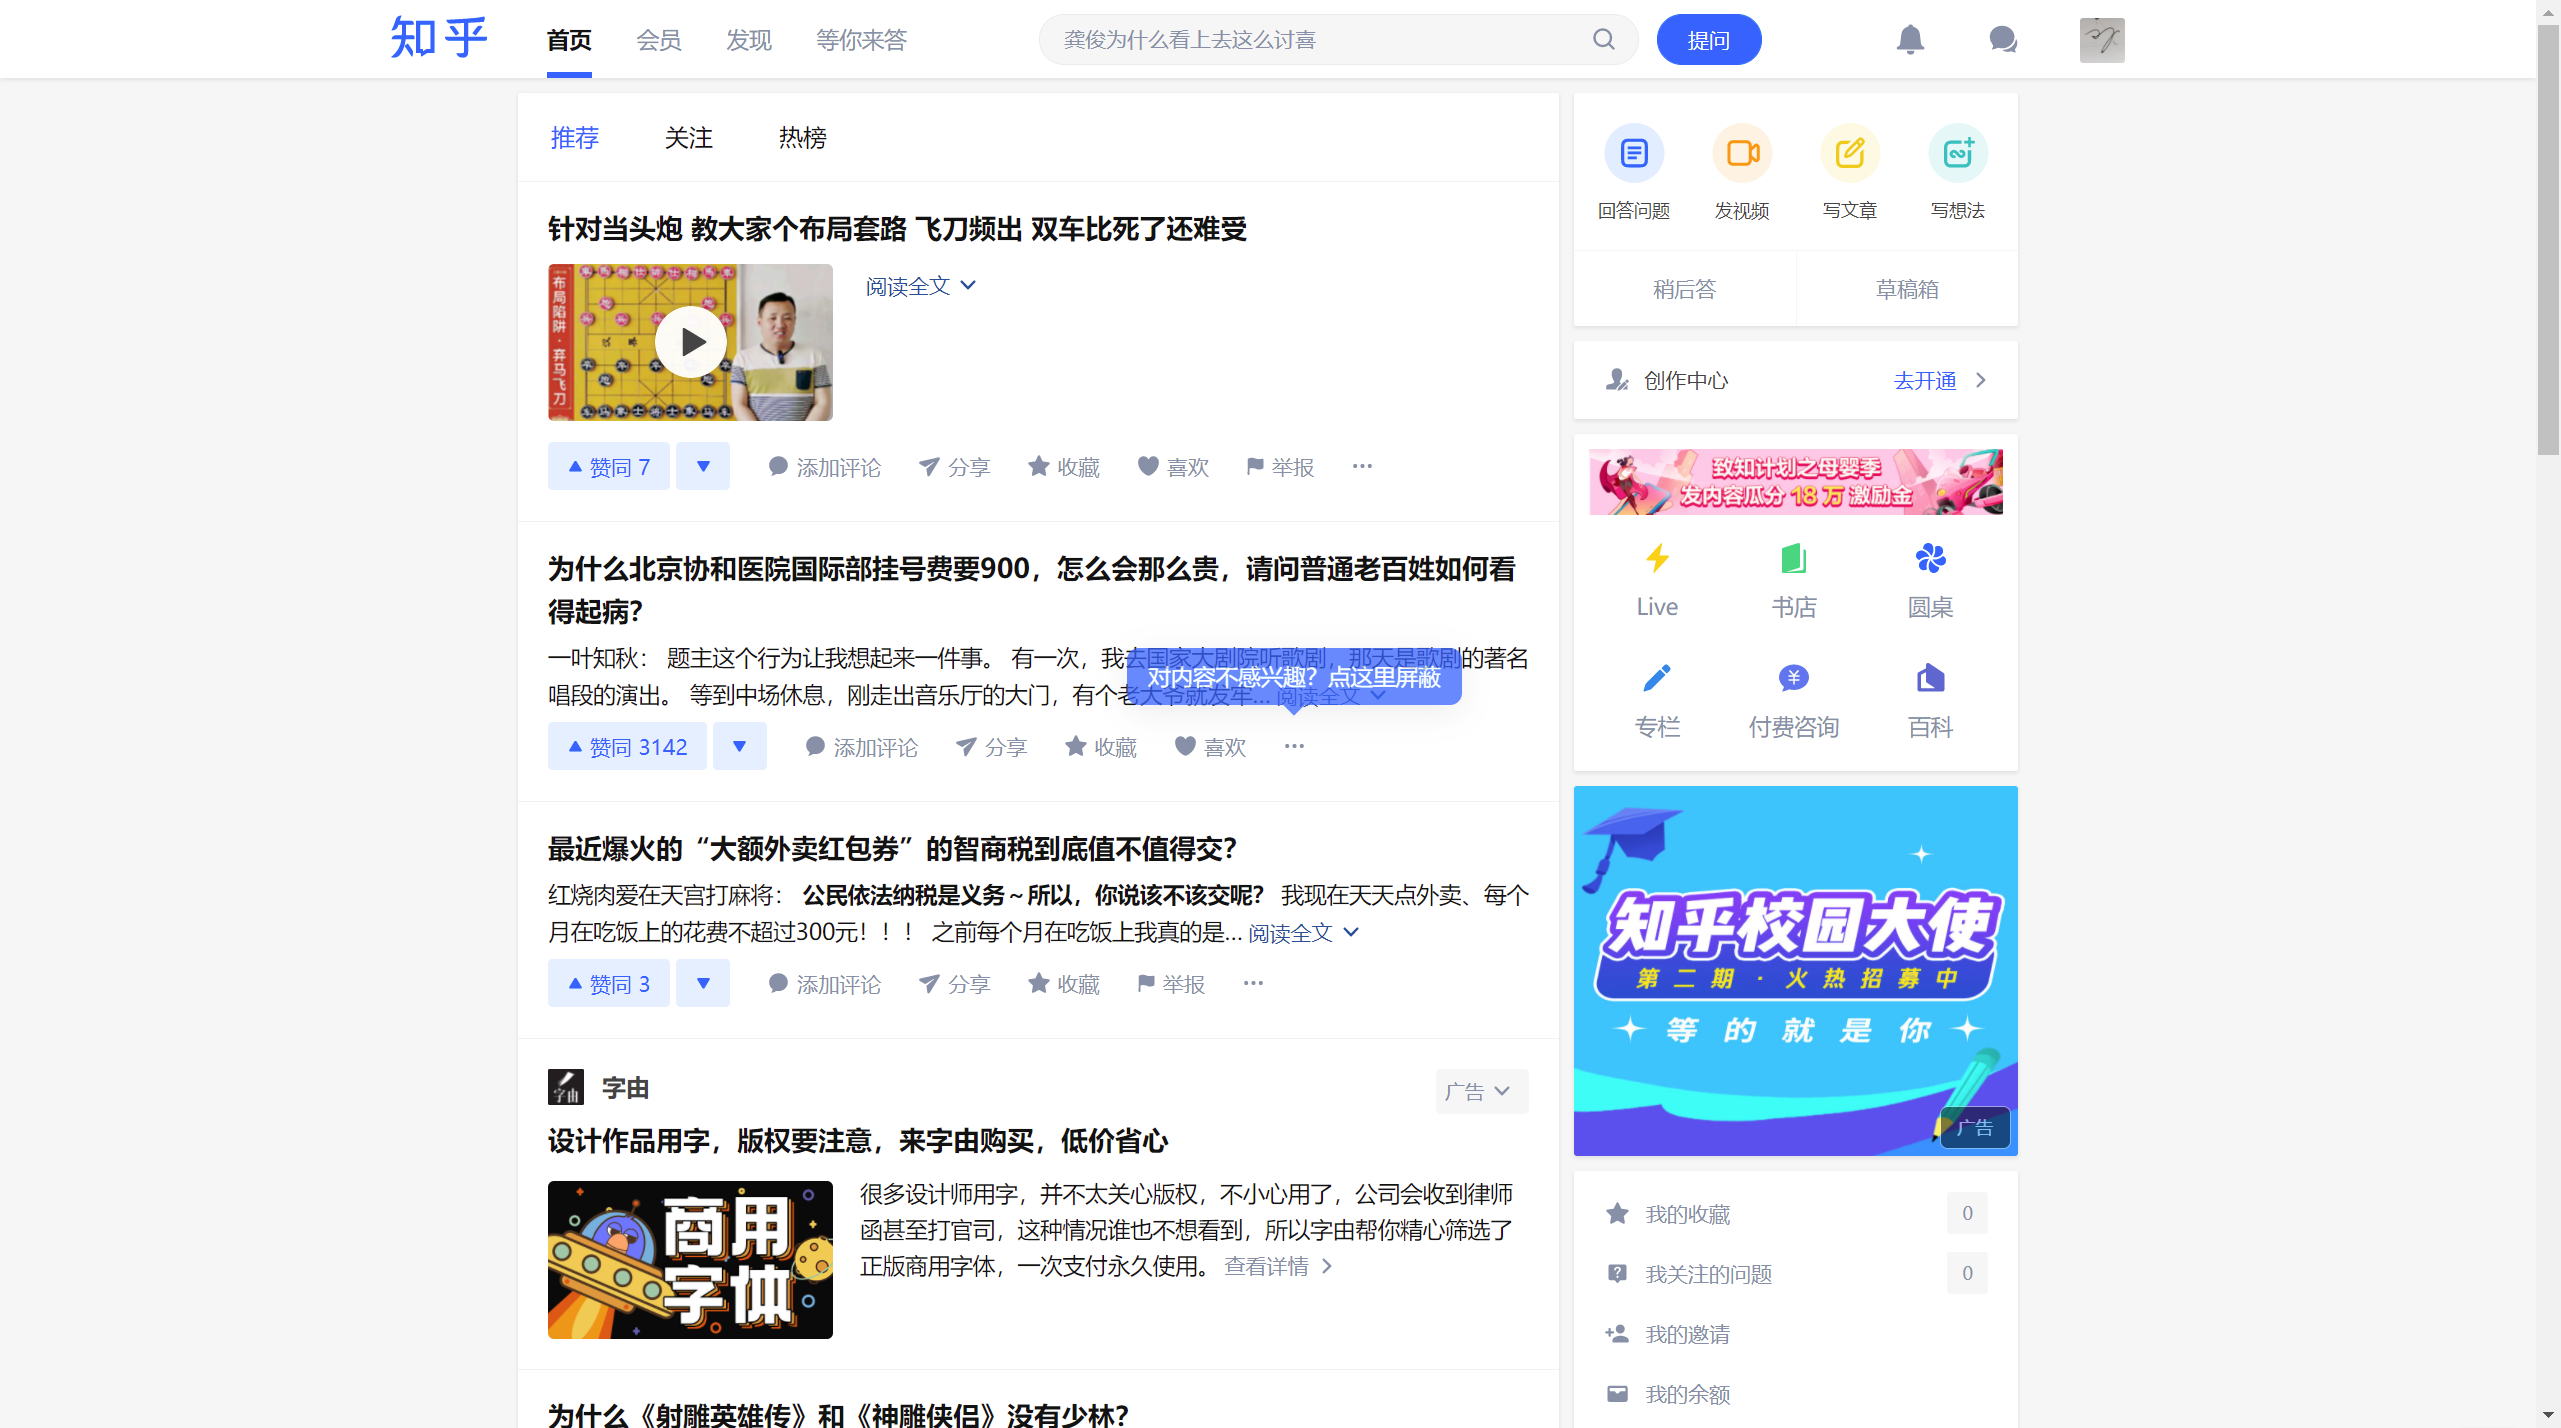 知乎
首页
会员
发现
等你来答
龚俊为什么看上去这么讨喜
提问
推荐
关注
热榜
针对当头炮 教大家个布局套路 飞刀频出 双车比死了还难受
布局陷阱·弃马飞刀
阅读全文
赞同 7
添加评论
分享
收藏
喜欢
举报
为什么北京协和医院国际部挂号费要900，怎么会那么贵，请问普通老百姓如何看
得起病？
一叶知秋： 题主这个行为让我想起来一件事。 有一次，我去国家大剧院听歌剧，那天是歌剧的著名
唱段的演出。 等到中场休息，刚走出音乐厅的大门，有个老大爷就发牢... 阅读全文
对内容不感兴趣？点这里屏蔽
赞同 3142
添加评论
分享
收藏
喜欢
最近爆火的“大额外卖红包券”的智商税到底值不值得交？
红烧肉爱在天宫打麻将： 公民依法纳税是义务～所以，你说该不该交呢？ 我现在天天点外卖、每个
月在吃饭上的花费不超过300元！！！ 之前每个月在吃饭上我真的是... 阅读全文
赞同 3
添加评论
分享
收藏
举报
字由
字由
广告
设计作品用字，版权要注意，来字由购买，低价省心
商用
字体
很多设计师用字，并不太关心版权，不小心用了，公司会收到律师
函甚至打官司，这种情况谁也不想看到，所以字由帮你精心筛选了
正版商用字体，一次支付永久使用。 查看详情
为什么《射雕英雄传》和《神雕侠侣》没有少林？
回答问题
发视频
写文章
写想法
稍后答
草稿箱
创作中心
去开通
致知计划之母婴季
发内容瓜分 18 万 激励金
Live
书店
圆桌
专栏
付费咨询
百科
知乎校园大使
第二期·火热招募中
等的就是你
广告
我的收藏
0
我关注的问题
0
我的邀请
我的余额